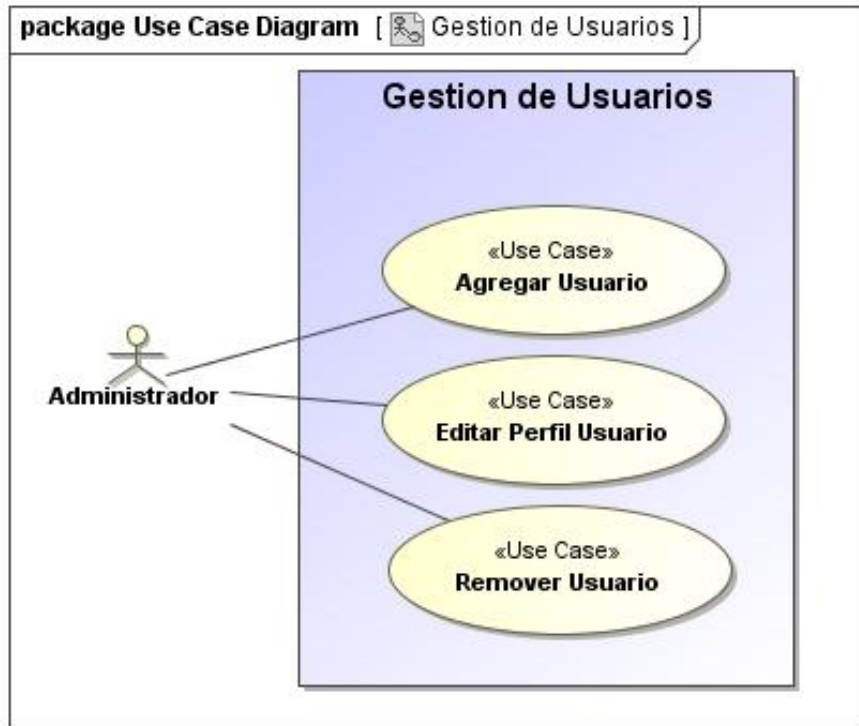 package Use Case Diagram [ Gestion de Usuarios ]
Gestion de Usuarios
«Use Case»
Agregar Usuario
Administrador
«Use Case»
Editar Perfil Usuario
«Use Case»
Remover Usuario